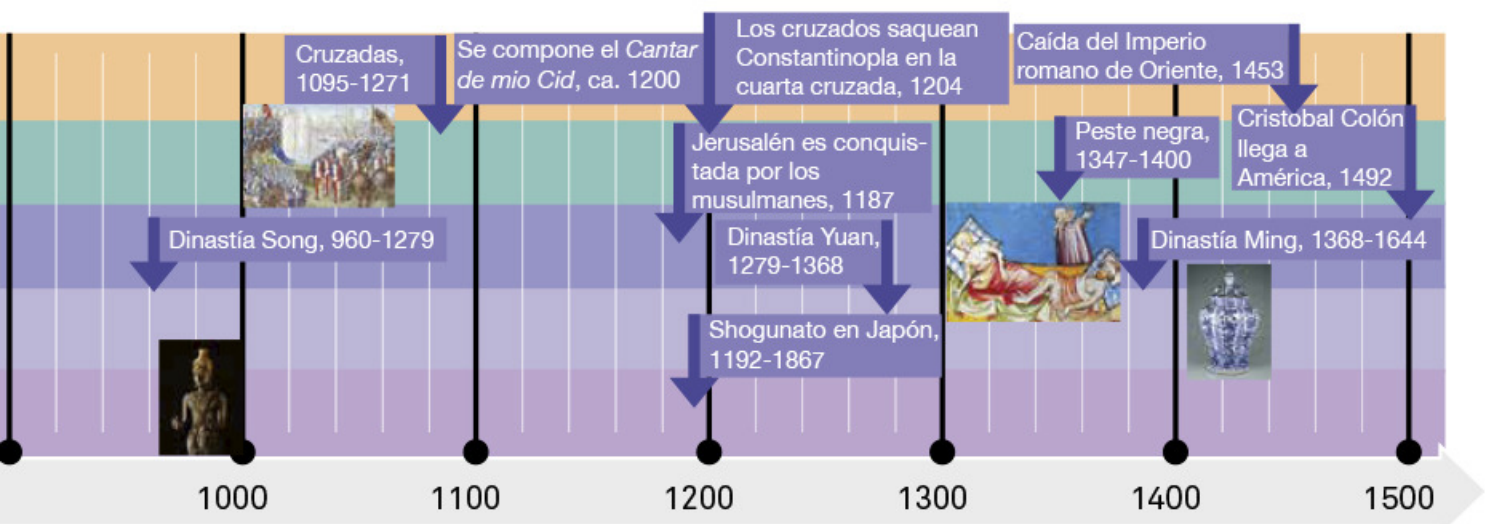 Cruzadas,
1095-1271
Se compone el Cantar
de mio Cid, ca. 1200
Los cruzados saquean
Constantinopla en la
cuarta cruzada, 1204
Caída del Imperio
romano de Oriente, 1453
Jerusalén es conquis-
tada por los
musulmanes, 1187
Peste negra,
1347-1400
Cristobal Colón
llega a
América, 1492
Dinastía Song, 960-1279
Dinastía Yuan,
1279-1368
Dinastía Ming, 1368-1644
Shogunato en Japón,
1192-1867
1000
1100
1200
1300
1400
1500